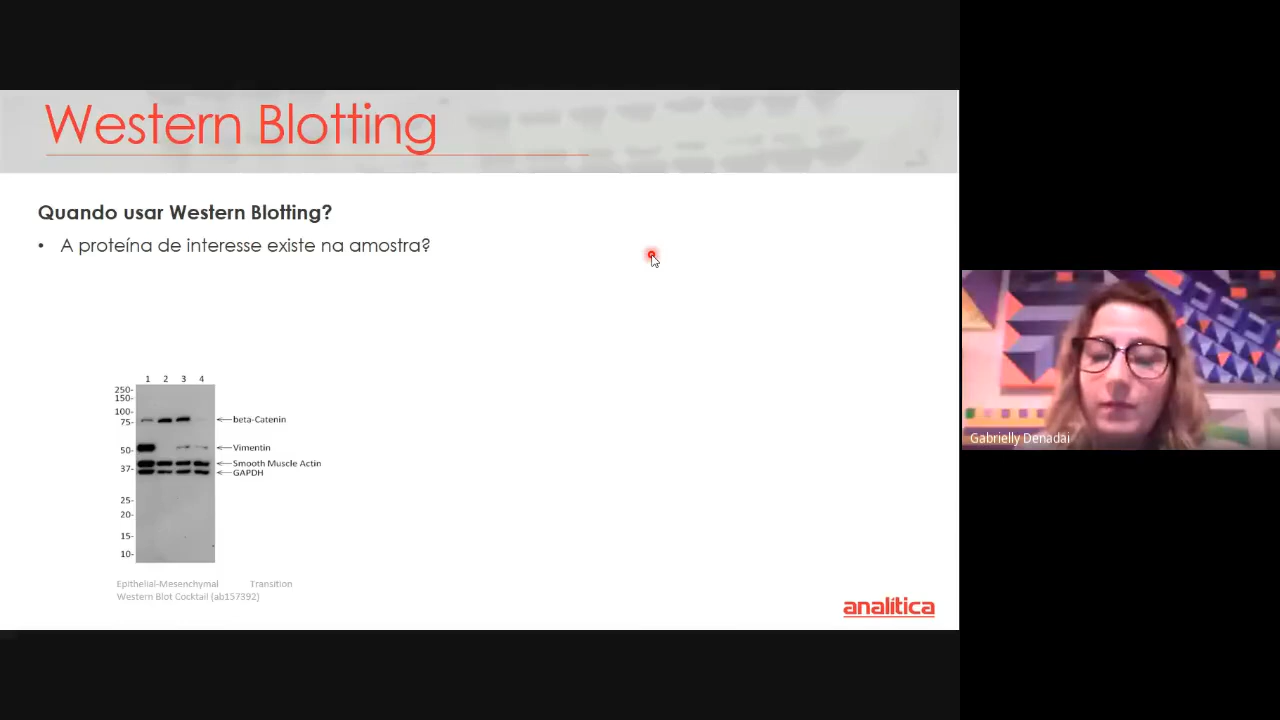 Western Blotting
Quando usar Western Blotting?
• A proteína de interesse existe na amostra?
1 2 3 4
250-
150-
100-
75-
beta-Catenin
50-
Vimentin
Smooth Muscle Actin
37-
GAPDH
25-
20-
15-
10-
Epithelial-Mesenchymal Transition
Western Blot Cocktail (ab157392)
analítica
Gabrielly Denadai